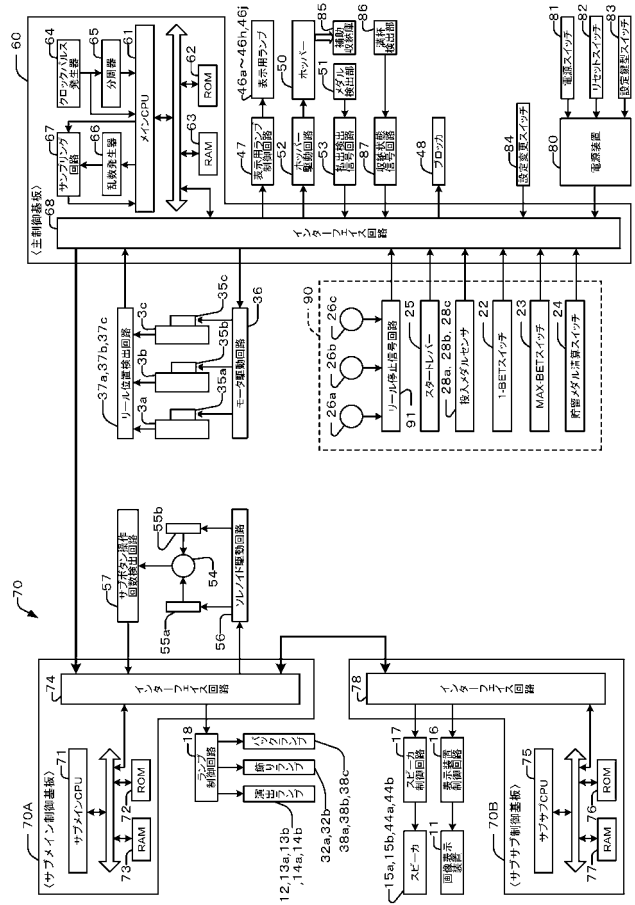 60
〈主制御基板〉
64
クロックパルス
発生器
65
分周器
61
メインCPU
67
サンプリング
回路
66
乱数発生器
62
ROM
63
RAM
68
インターフェイス回路
46a〜46h, 46j
表示用ランプ
47
表示用ランプ
制御回路
50
ホッパー
52
ホッパー
駆動回路
85
補助
収納庫
51
メダル
検出部
53
払出検出
信号回路
86
満杯
検出部
87
収納状態
信号回路
48
ブロッカ
84
設定変更スイッチ
81
電源スイッチ
82
リセットスイッチ
83
設定鍵型スイッチ
80
電源装置
37a, 37b, 37c
リール位置検出回路
3a
3b
3c
35a
35b
35c
36
モータ駆動回路
90
26a
26b
26c
リール停止信号回路
91
25
スタートレバー
28a, 28b, 28c
投入メダルセンサ
22
1-BETスイッチ
23
MAX-BETスイッチ
24
貯留メダル清算スイッチ
70
57
サブボタン操作
回数検出回路
55a
55b
54
56
ソレノイド駆動回路
70A
〈サブメイン制御基板〉
71
サブメインCPU
72
ROM
73
RAM
74
インターフェイス回路
18
ランプ
制御回路
バックランプ
38a, 38b, 38c
飾りランプ
32a, 32b
演出ランプ
12, 13a, 13b
, 14a, 14b
70B
〈サブサブ制御基板〉
75
サブサブCPU
76
ROM
77
RAM
78
インターフェイス回路
17
スピーカ
制御回路
16
表示装置
制御回路
15a, 15b, 44a, 44b
スピーカ
11
画像表示
装置